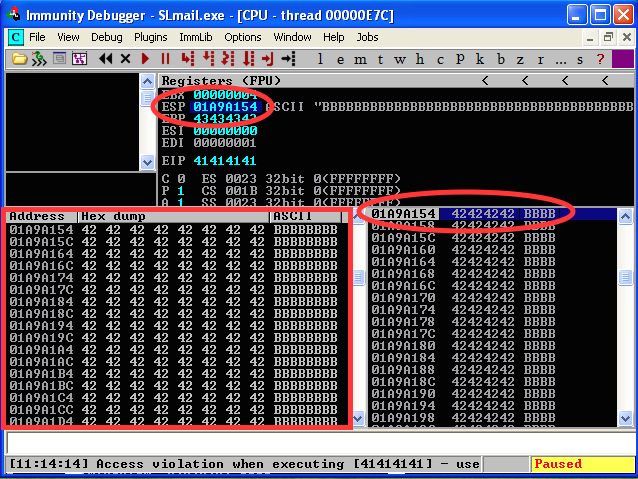 Immunity Debugger - SLmail.exe - [CPU - thread 00000E7C]
C File View Debug Plugins ImmLib Options Window Help Jobs
l e m t w h c p k b z r ... s ?
Registers (FPU) < < < <
EBX 00000004
ESP 01A9A154 ASCII "BBBBBBBBBBBBBBBBBBBBBBBBBBBBBBBBBBB
EBP 43434343
ESI 00000000
EDI 00000001
EIP 41414141
C 0 ES 0023 32bit 0(FFFFFFFF)
P 1 CS 001B 32bit 0(FFFFFFFF)
A 1 SS 0023 32bit 0(FFFFFFFF)
Address Hex dump ASCII
01A9A154 42 42 42 42 42 42 42 42 BBBBBBBB
01A9A15C 42 42 42 42 42 42 42 42 BBBBBBBB
01A9A164 42 42 42 42 42 42 42 42 BBBBBBBB
01A9A16C 42 42 42 42 42 42 42 42 BBBBBBBB
01A9A174 42 42 42 42 42 42 42 42 BBBBBBBB
01A9A17C 42 42 42 42 42 42 42 42 BBBBBBBB
01A9A184 42 42 42 42 42 42 42 42 BBBBBBBB
01A9A18C 42 42 42 42 42 42 42 42 BBBBBBBB
01A9A194 42 42 42 42 42 42 42 42 BBBBBBBB
01A9A19C 42 42 42 42 42 42 42 42 BBBBBBBB
01A9A1A4 42 42 42 42 42 42 42 42 BBBBBBBB
01A9A1AC 42 42 42 42 42 42 42 42 BBBBBBBB
01A9A1B4 42 42 42 42 42 42 42 42 BBBBBBBB
01A9A1BC 42 42 42 42 42 42 42 42 BBBBBBBB
01A9A1C4 42 42 42 42 42 42 42 42 BBBBBBBB
01A9A1CC 42 42 42 42 42 42 42 42 BBBBBBBB
01A9A1D4 42 42 42 42 42 42 42 42 BBBBBBBB
01A9A154 42424242 BBBB
01A9A158 42424242 BBBB
01A9A15C 42424242 BBBB
01A9A160 42424242 BBBB
01A9A164 42424242 BBBB
01A9A168 42424242 BBBB
01A9A16C 42424242 BBBB
01A9A170 42424242 BBBB
01A9A174 42424242 BBBB
01A9A178 42424242 BBBB
01A9A17C 42424242 BBBB
01A9A180 42424242 BBBB
01A9A184 42424242 BBBB
01A9A188 42424242 BBBB
01A9A18C 42424242 BBBB
01A9A190 42424242 BBBB
01A9A194 42424242 BBBB
01A9A198 42424242 BBBB
[11:14:14] Access violation when executing [41414141] - use
Paused